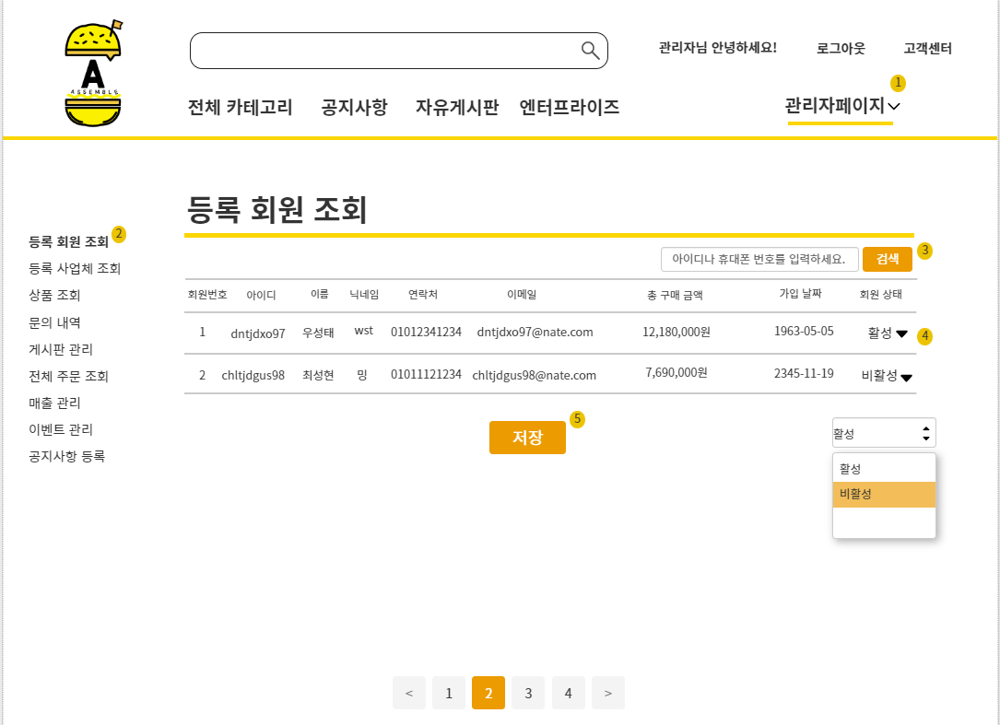 A
ASSEMBLE
관리자님 안녕하세요! 로그아웃 고객센터
전체 카테고리 공지사항 자유게시판 엔터프라이즈 관리자페이지 1
등록 회원 조회
등록 회원 조회 2
등록 사업체 조회
상품 조회
문의 내역
게시판 관리
전체 주문 조회
매출 관리
이벤트 관리
공지사항 등록
아이디나 휴대폰 번호를 입력하세요. 검색 3
회원번호 아이디 이름 닉네임 연락처 이메일 총 구매 금액 가입 날짜 회원 상태
1 dntjdxo97 우성태 wst 01012341234 dntjdxo97@nate.com 12,180,000원 1963-05-05 활성 4
2 chltjdgus98 최성현 밍 01011121234 chltjdgus98@nate.com 7,690,000원 2345-11-19 비활성
저장 5
활성
활성
비활성
< 1 2 3 4 >